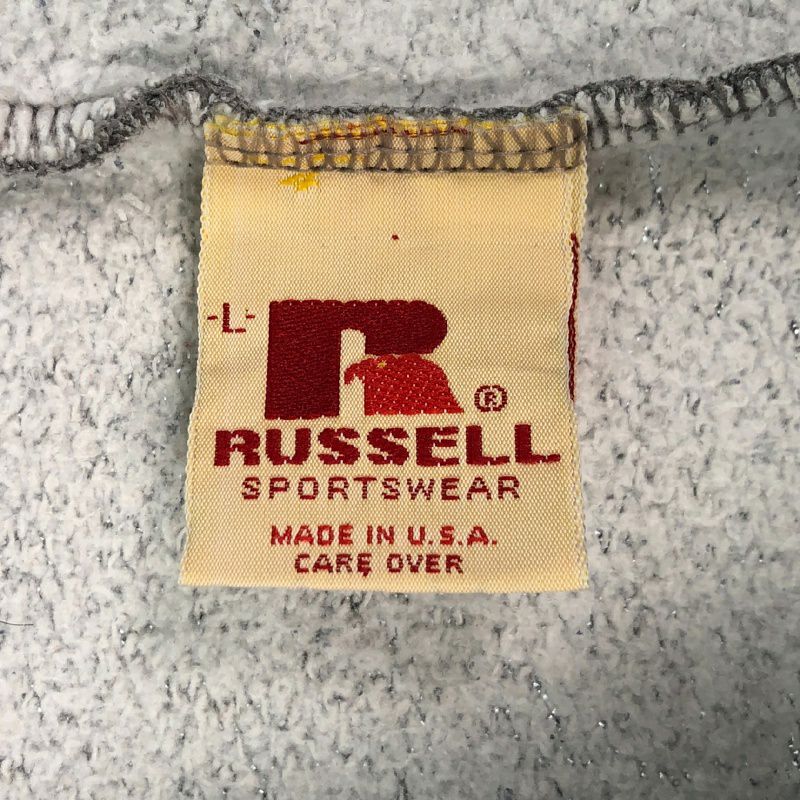 -L-
R ®
RUSSELL
SPORTSWEAR
MADE IN U.S.A.
CARE OVER